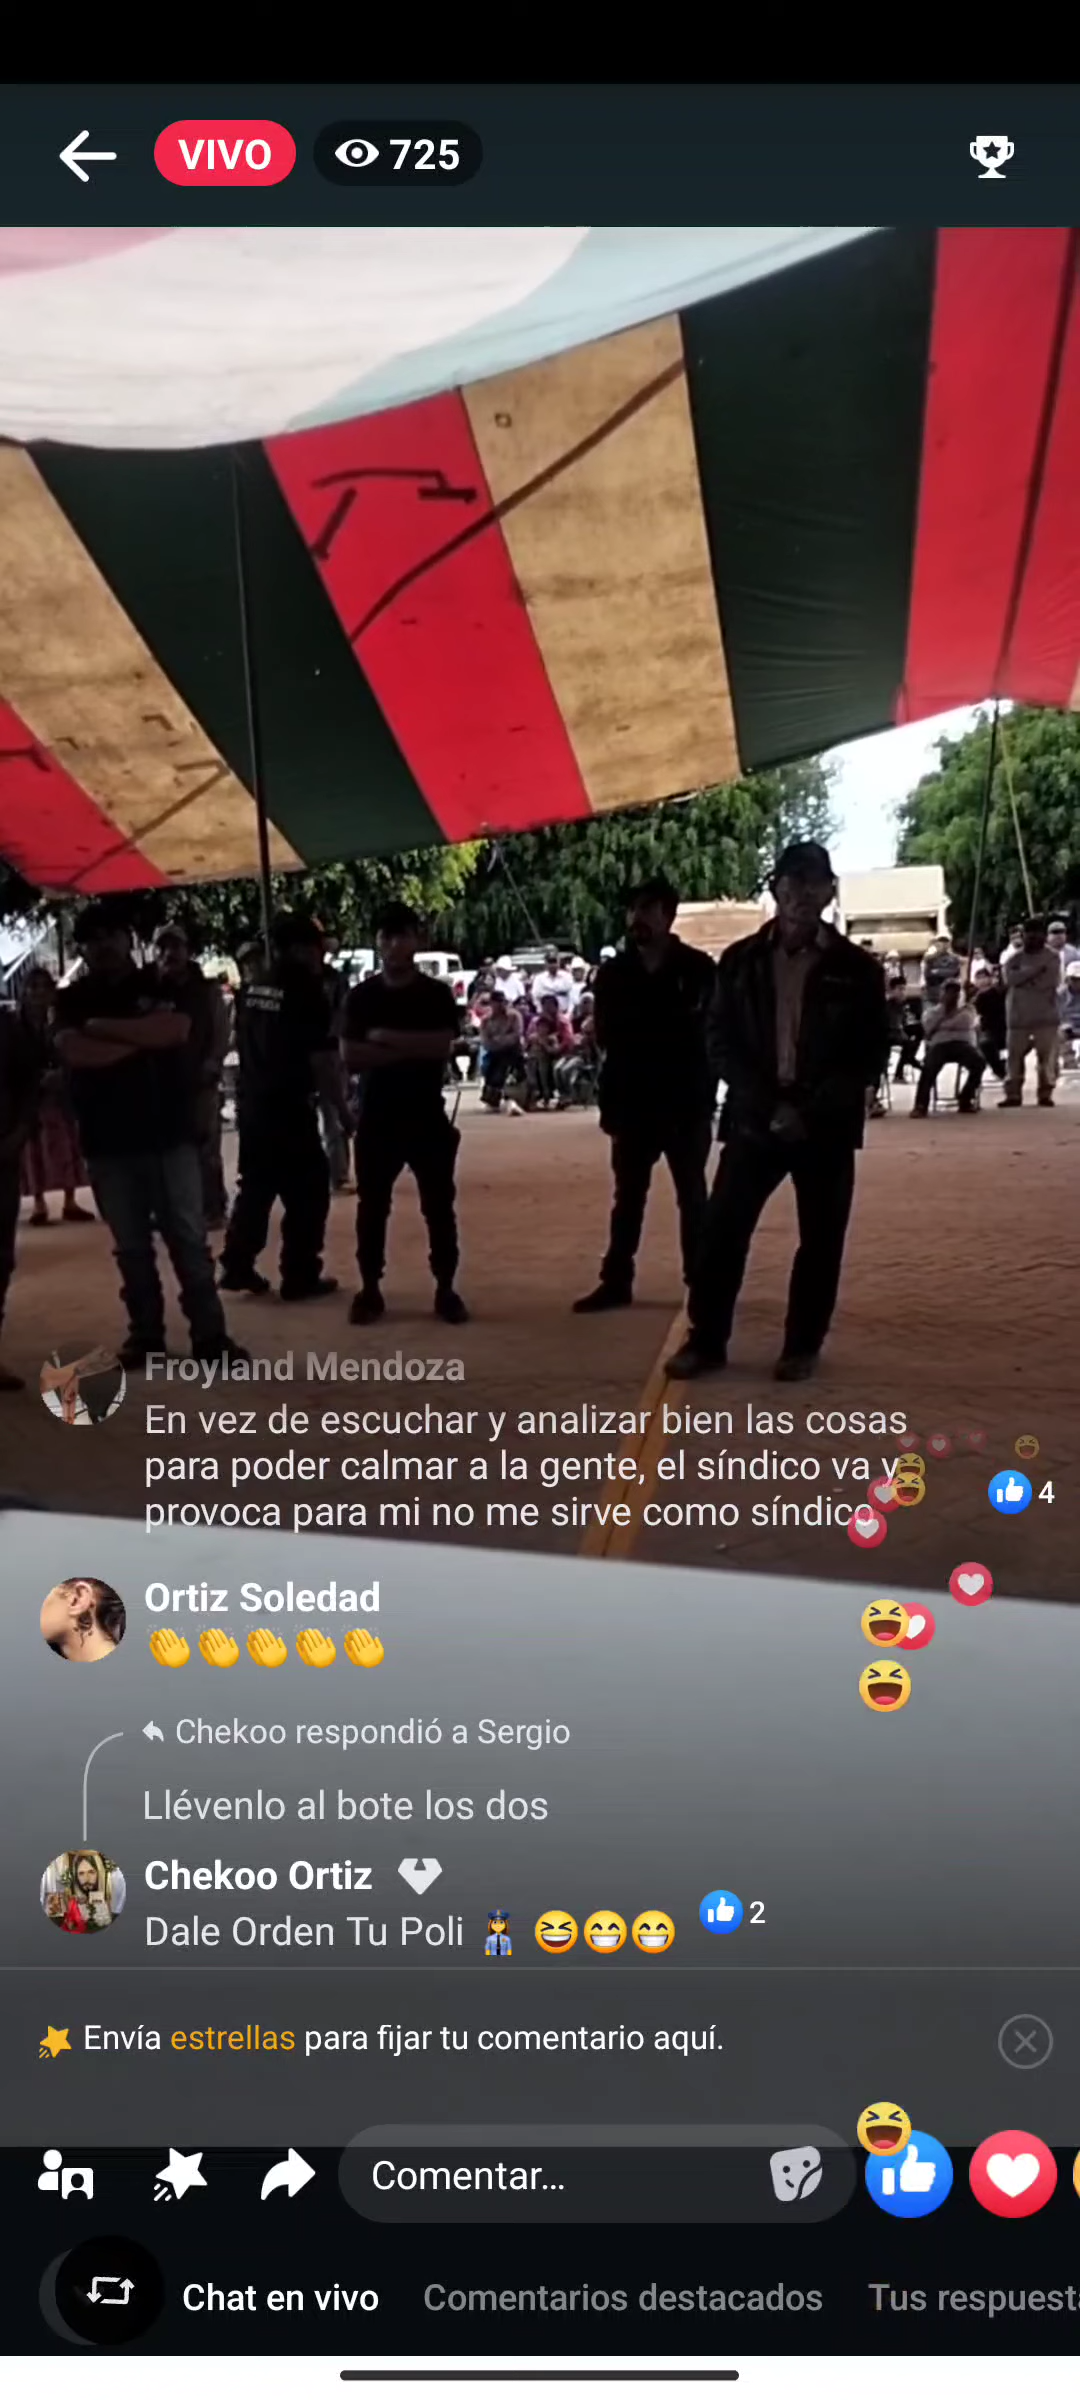 VIVO 725
Froyland Mendoza
En vez de escuchar y analizar bien las cosas
para poder calmar a la gente, el síndico va y
provoca para mi no me sirve como síndico
4
Ortiz Soledad
👏👏👏👏👏
Chekoo respondió a Sergio
Llévenlo al bote los dos
Chekoo Ortiz
Dale Orden Tu Poli 👮‍♀️ 😆😁😁 2
Envía estrellas para fijar tu comentario aquí.
Comentar...
Chat en vivo Comentarios destacados Tus respuest